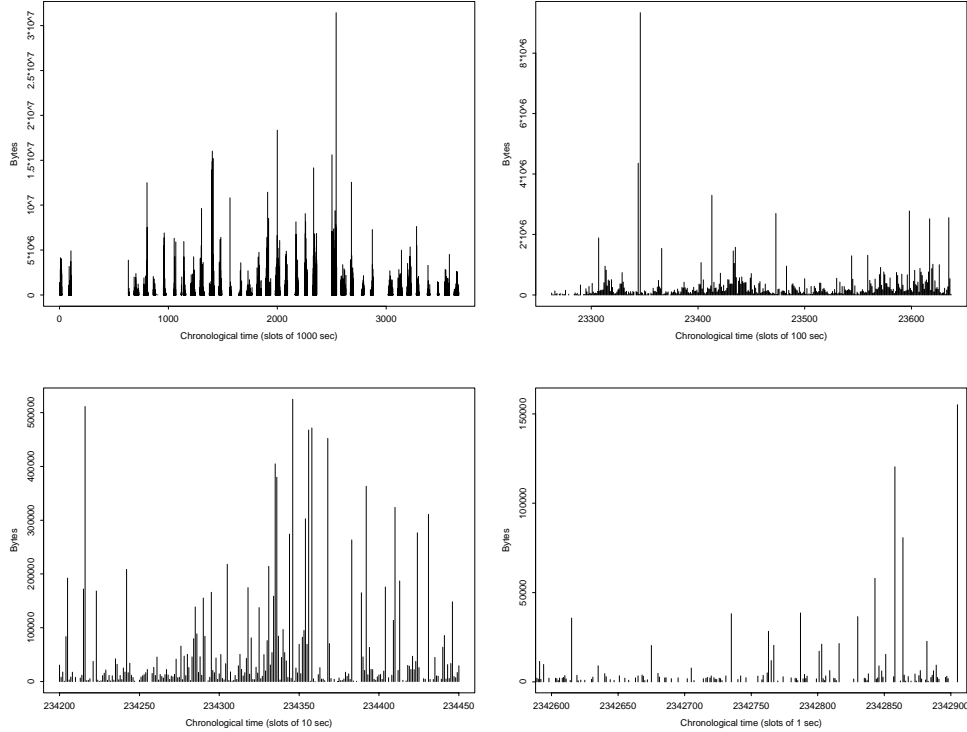 3*10^7
2.5*10^7
2*10^7
1.5*10^7
10^7
5*10^6
0
Bytes
0 1000 2000 3000
Chronological time (slots of 1000 sec)
8*10^6
6*10^6
4*10^6
2*10^6
0
Bytes
23300 23400 23500 23600
Chronological time (slots of 100 sec)
500000
400000
300000
200000
100000
0
Bytes
234200 234250 234300 234350 234400 234450
Chronological time (slots of 10 sec)
150000
100000
50000
0
Bytes
2342600 2342650 2342700 2342750 2342800 2342850 2342900
Chronological time (slots of 1 sec)